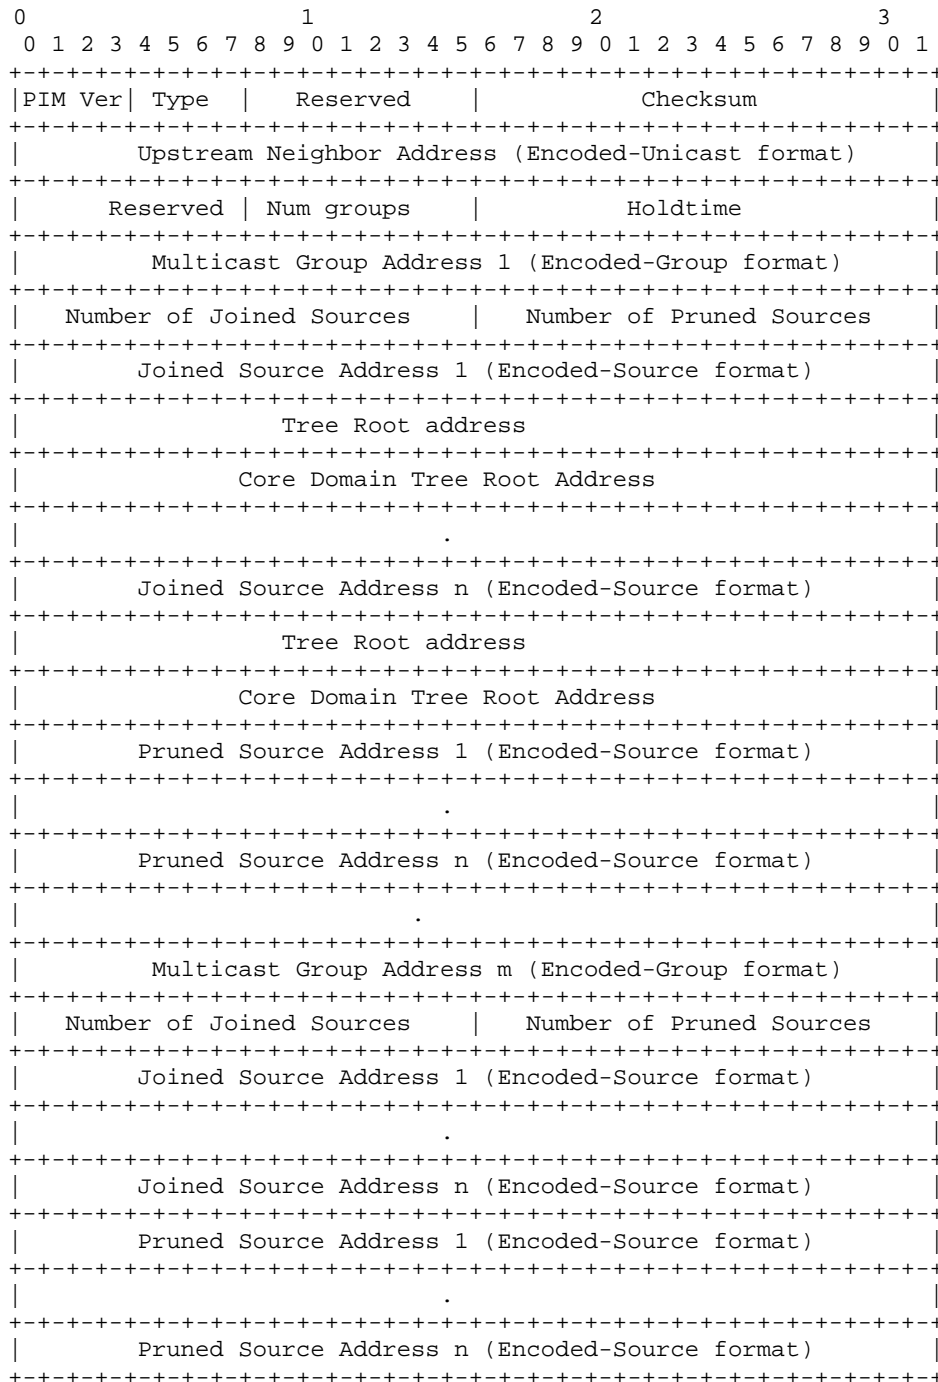 0                   1                   2                   3
 0 1 2 3 4 5 6 7 8 9 0 1 2 3 4 5 6 7 8 9 0 1 2 3 4 5 6 7 8 9 0 1
+-+-+-+-+-+-+-+-+-+-+-+-+-+-+-+-+-+-+-+-+-+-+-+-+-+-+-+-+-+-+-+-+
|PIM Ver| Type  |   Reserved    |           Checksum            |
+-+-+-+-+-+-+-+-+-+-+-+-+-+-+-+-+-+-+-+-+-+-+-+-+-+-+-+-+-+-+-+-+
|        Upstream Neighbor Address (Encoded-Unicast format)     |
+-+-+-+-+-+-+-+-+-+-+-+-+-+-+-+-+-+-+-+-+-+-+-+-+-+-+-+-+-+-+-+-+
|      Reserved | Num groups    |          Holdtime             |
+-+-+-+-+-+-+-+-+-+-+-+-+-+-+-+-+-+-+-+-+-+-+-+-+-+-+-+-+-+-+-+-+
|         Multicast Group Address 1 (Encoded-Group format)      |
+-+-+-+-+-+-+-+-+-+-+-+-+-+-+-+-+-+-+-+-+-+-+-+-+-+-+-+-+-+-+-+-+
|   Number of Joined Sources    |   Number of Pruned Sources    |
+-+-+-+-+-+-+-+-+-+-+-+-+-+-+-+-+-+-+-+-+-+-+-+-+-+-+-+-+-+-+-+-+
|        Joined Source Address 1 (Encoded-Source format)        |
+-+-+-+-+-+-+-+-+-+-+-+-+-+-+-+-+-+-+-+-+-+-+-+-+-+-+-+-+-+-+-+-+
|                  Tree Root address                            |
+-+-+-+-+-+-+-+-+-+-+-+-+-+-+-+-+-+-+-+-+-+-+-+-+-+-+-+-+-+-+-+-+
|               Core Domain Tree Root Address                   |
+-+-+-+-+-+-+-+-+-+-+-+-+-+-+-+-+-+-+-+-+-+-+-+-+-+-+-+-+-+-+-+-+
|                             .                                 |
+-+-+-+-+-+-+-+-+-+-+-+-+-+-+-+-+-+-+-+-+-+-+-+-+-+-+-+-+-+-+-+-+
|        Joined Source Address n (Encoded-Source format)        |
+-+-+-+-+-+-+-+-+-+-+-+-+-+-+-+-+-+-+-+-+-+-+-+-+-+-+-+-+-+-+-+-+
|                  Tree Root address                            |
+-+-+-+-+-+-+-+-+-+-+-+-+-+-+-+-+-+-+-+-+-+-+-+-+-+-+-+-+-+-+-+-+
|               Core Domain Tree Root Address                   |
+-+-+-+-+-+-+-+-+-+-+-+-+-+-+-+-+-+-+-+-+-+-+-+-+-+-+-+-+-+-+-+-+
|        Pruned Source Address 1 (Encoded-Source format)        |
+-+-+-+-+-+-+-+-+-+-+-+-+-+-+-+-+-+-+-+-+-+-+-+-+-+-+-+-+-+-+-+-+
|                             .                                 |
+-+-+-+-+-+-+-+-+-+-+-+-+-+-+-+-+-+-+-+-+-+-+-+-+-+-+-+-+-+-+-+-+
|        Pruned Source Address n (Encoded-Source format)        |
+-+-+-+-+-+-+-+-+-+-+-+-+-+-+-+-+-+-+-+-+-+-+-+-+-+-+-+-+-+-+-+-+
|                           .                                   |
+-+-+-+-+-+-+-+-+-+-+-+-+-+-+-+-+-+-+-+-+-+-+-+-+-+-+-+-+-+-+-+-+
|         Multicast Group Address m (Encoded-Group format)      |
+-+-+-+-+-+-+-+-+-+-+-+-+-+-+-+-+-+-+-+-+-+-+-+-+-+-+-+-+-+-+-+-+
|   Number of Joined Sources    |   Number of Pruned Sources    |
+-+-+-+-+-+-+-+-+-+-+-+-+-+-+-+-+-+-+-+-+-+-+-+-+-+-+-+-+-+-+-+-+
|        Joined Source Address 1 (Encoded-Source format)        |
+-+-+-+-+-+-+-+-+-+-+-+-+-+-+-+-+-+-+-+-+-+-+-+-+-+-+-+-+-+-+-+-+
|                             .                                 |
+-+-+-+-+-+-+-+-+-+-+-+-+-+-+-+-+-+-+-+-+-+-+-+-+-+-+-+-+-+-+-+-+
|        Joined Source Address n (Encoded-Source format)        |
+-+-+-+-+-+-+-+-+-+-+-+-+-+-+-+-+-+-+-+-+-+-+-+-+-+-+-+-+-+-+-+-+
|        Pruned Source Address 1 (Encoded-Source format)        |
+-+-+-+-+-+-+-+-+-+-+-+-+-+-+-+-+-+-+-+-+-+-+-+-+-+-+-+-+-+-+-+-+
|                             .                                 |
+-+-+-+-+-+-+-+-+-+-+-+-+-+-+-+-+-+-+-+-+-+-+-+-+-+-+-+-+-+-+-+-+
|        Pruned Source Address n (Encoded-Source format)        |
+-+-+-+-+-+-+-+-+-+-+-+-+-+-+-+-+-+-+-+-+-+-+-+-+-+-+-+-+-+-+-+-+